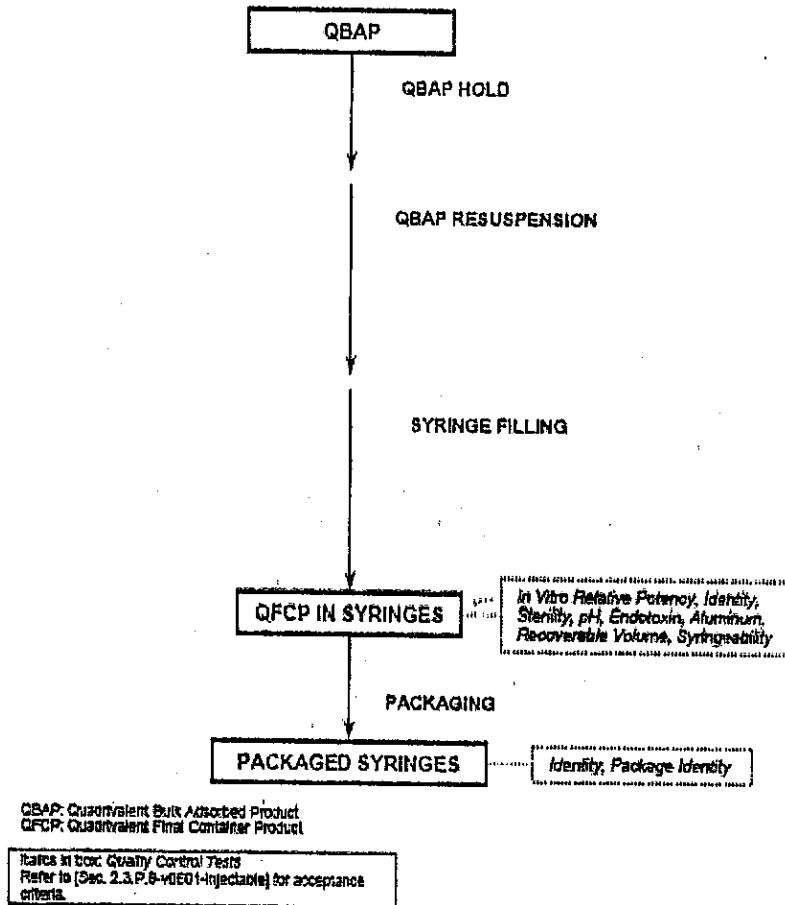 QBAP
QBAP HOLD
QBAP RESUSPENSION
SYRINGE FILLING
QFCP IN SYRINGES
In Vitro Relative Potency, Identity,
Sterility, pH, Endotoxin, Aluminum,
Recoverable Volume, Syringeability
PACKAGING
PACKAGED SYRINGES
Identity, Package Identity
QBAP: Quadrivalent Bulk Adsorbed Product
QFCP: Quadrivalent Final Container Product
Italics in box: Quality Control Tests
Refer to [Sec. 2.3.P.8-v0E01-injectable] for acceptance
criteria.